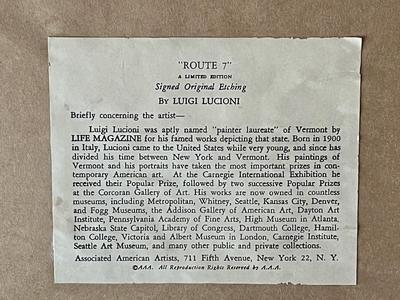 "ROUTE 7"
A LIMITED EDITION
Signed Original Etching
BY LUIGI LUCIONI
Briefly concerning the artist—
Luigi Lucioni was aptly named "painter laureate" of Vermont by
LIFE MAGAZINE for his famed works depicting that state. Born in 1900
in Italy, Lucioni came to the United States while very young, and since has
divided his time between New York and Vermont. His paintings of
Vermont and his portraits have taken the most important prizes in con-
temporary American art. At the Carnegie International Exhibition he
received their Popular Prize, followed by two successive Popular Prizes
at the Corcoran Gallery of Art. His works are now owned in countless
museums, including Metropolitan, Whitney, Seattle, Kansas City, Denver,
and Fogg Museums, the Addison Gallery of American Art, Dayton Art
Institute, Pennsylvania Academy of Fine Arts, High Museum in Atlanta,
Nebraska State Capitol, Library of Congress, Dartmouth College, Hamil-
ton College, Victoria and Albert Museum in London, Carnegie Institute,
Seattle Art Museum, and many other public and private collections.
Associated American Artists, 711 Fifth Avenue, New York 22, N. Y.
©AAA. All Reproduction Rights Reserved by A.A.A.